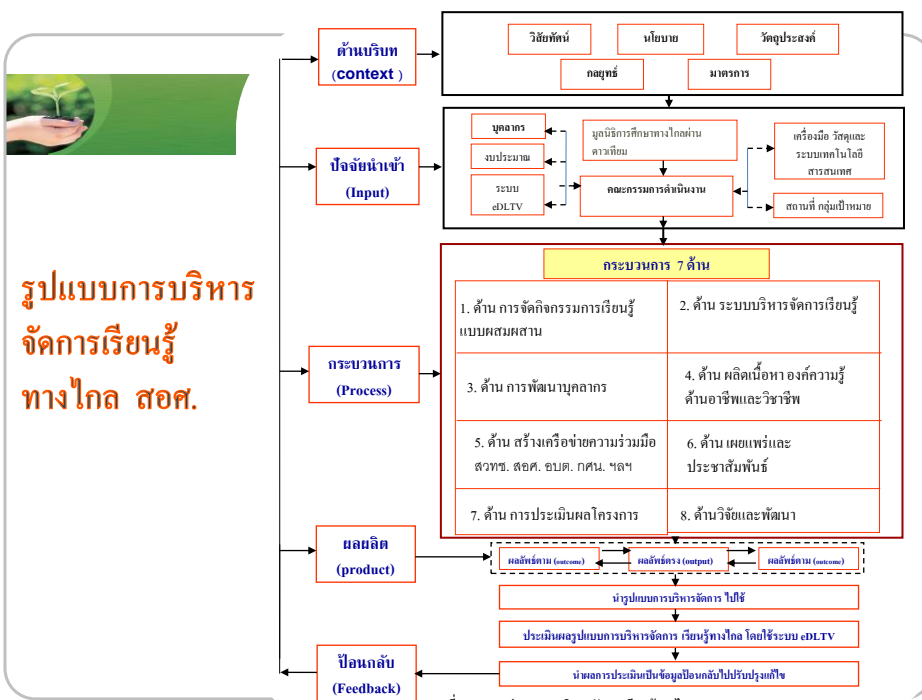 รูปแบบการบริหาร
จัดการเรียนรู้
ทางไกล สอศ.
ด้านบริบท
(context )
วิสัยทัศน์
นโยบาย
วัตถุประสงค์
กลยุทธ์
มาตรการ
ปัจจัยนำเข้า
(Input)
บุคลากร
งบประมาณ
ระบบ
eDLTV
มูลนิธิการศึกษาทางไกลผ่าน
ดาวเทียม
คณะกรรมการดำเนินงาน
เครื่องมือ วัสดุและ
ระบบเทคโนโลยี
สารสนเทศ
สถานที่ กลุ่มเป้าหมาย
กระบวนการ
(Process)
กระบวนการ 7 ด้าน
1. ด้าน การจัดกิจกรรมการเรียนรู้
แบบผสมผสาน
2. ด้าน ระบบบริหารจัดการเรียนรู้
3. ด้าน การพัฒนาบุคลากร
4. ด้าน ผลิตเนื้อหา องค์ความรู้
ด้านอาชีพและวิชาชีพ
5. ด้าน สร้างเครือข่ายความร่วมมือ
สวทช. สอศ. อบต. กศน. ฯลฯ
6. ด้าน เผยแพร่และ
ประชาสัมพันธ์
7. ด้าน การประเมินผลโครงการ
8. ด้านวิจัยและพัฒนา
ผลผลิต
(product)
ผลลัพธ์ตาม (outcome)
ผลลัพธ์ตรง (output)
ผลลัพธ์ตาม (outcome)
นำรูปแบบการบริหารจัดการ ไปใช้
ประเมินผลรูปแบบการบริหารจัดการ เรียนรู้ทางไกล โดยใช้ระบบ eDLTV
ป้อนกลับ
(Feedback)
นำผลการประเมินเป็นข้อมูลป้อนกลับไปปรับปรุงแก้ไข